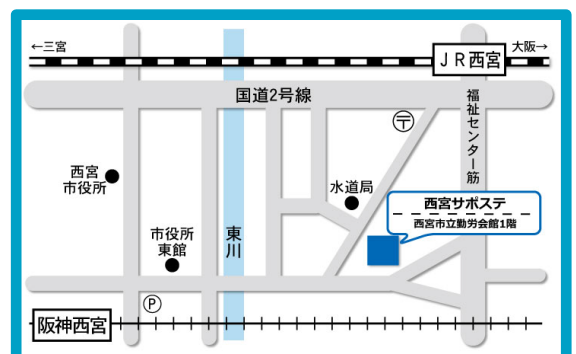 ←三宮
大阪→
JR西宮
国道2号線
福祉センター筋
〒
西宮
市役所
水道局
西宮サポステ
西宮市立勤労会館1階
市役所
東館
東川
P
阪神西宮